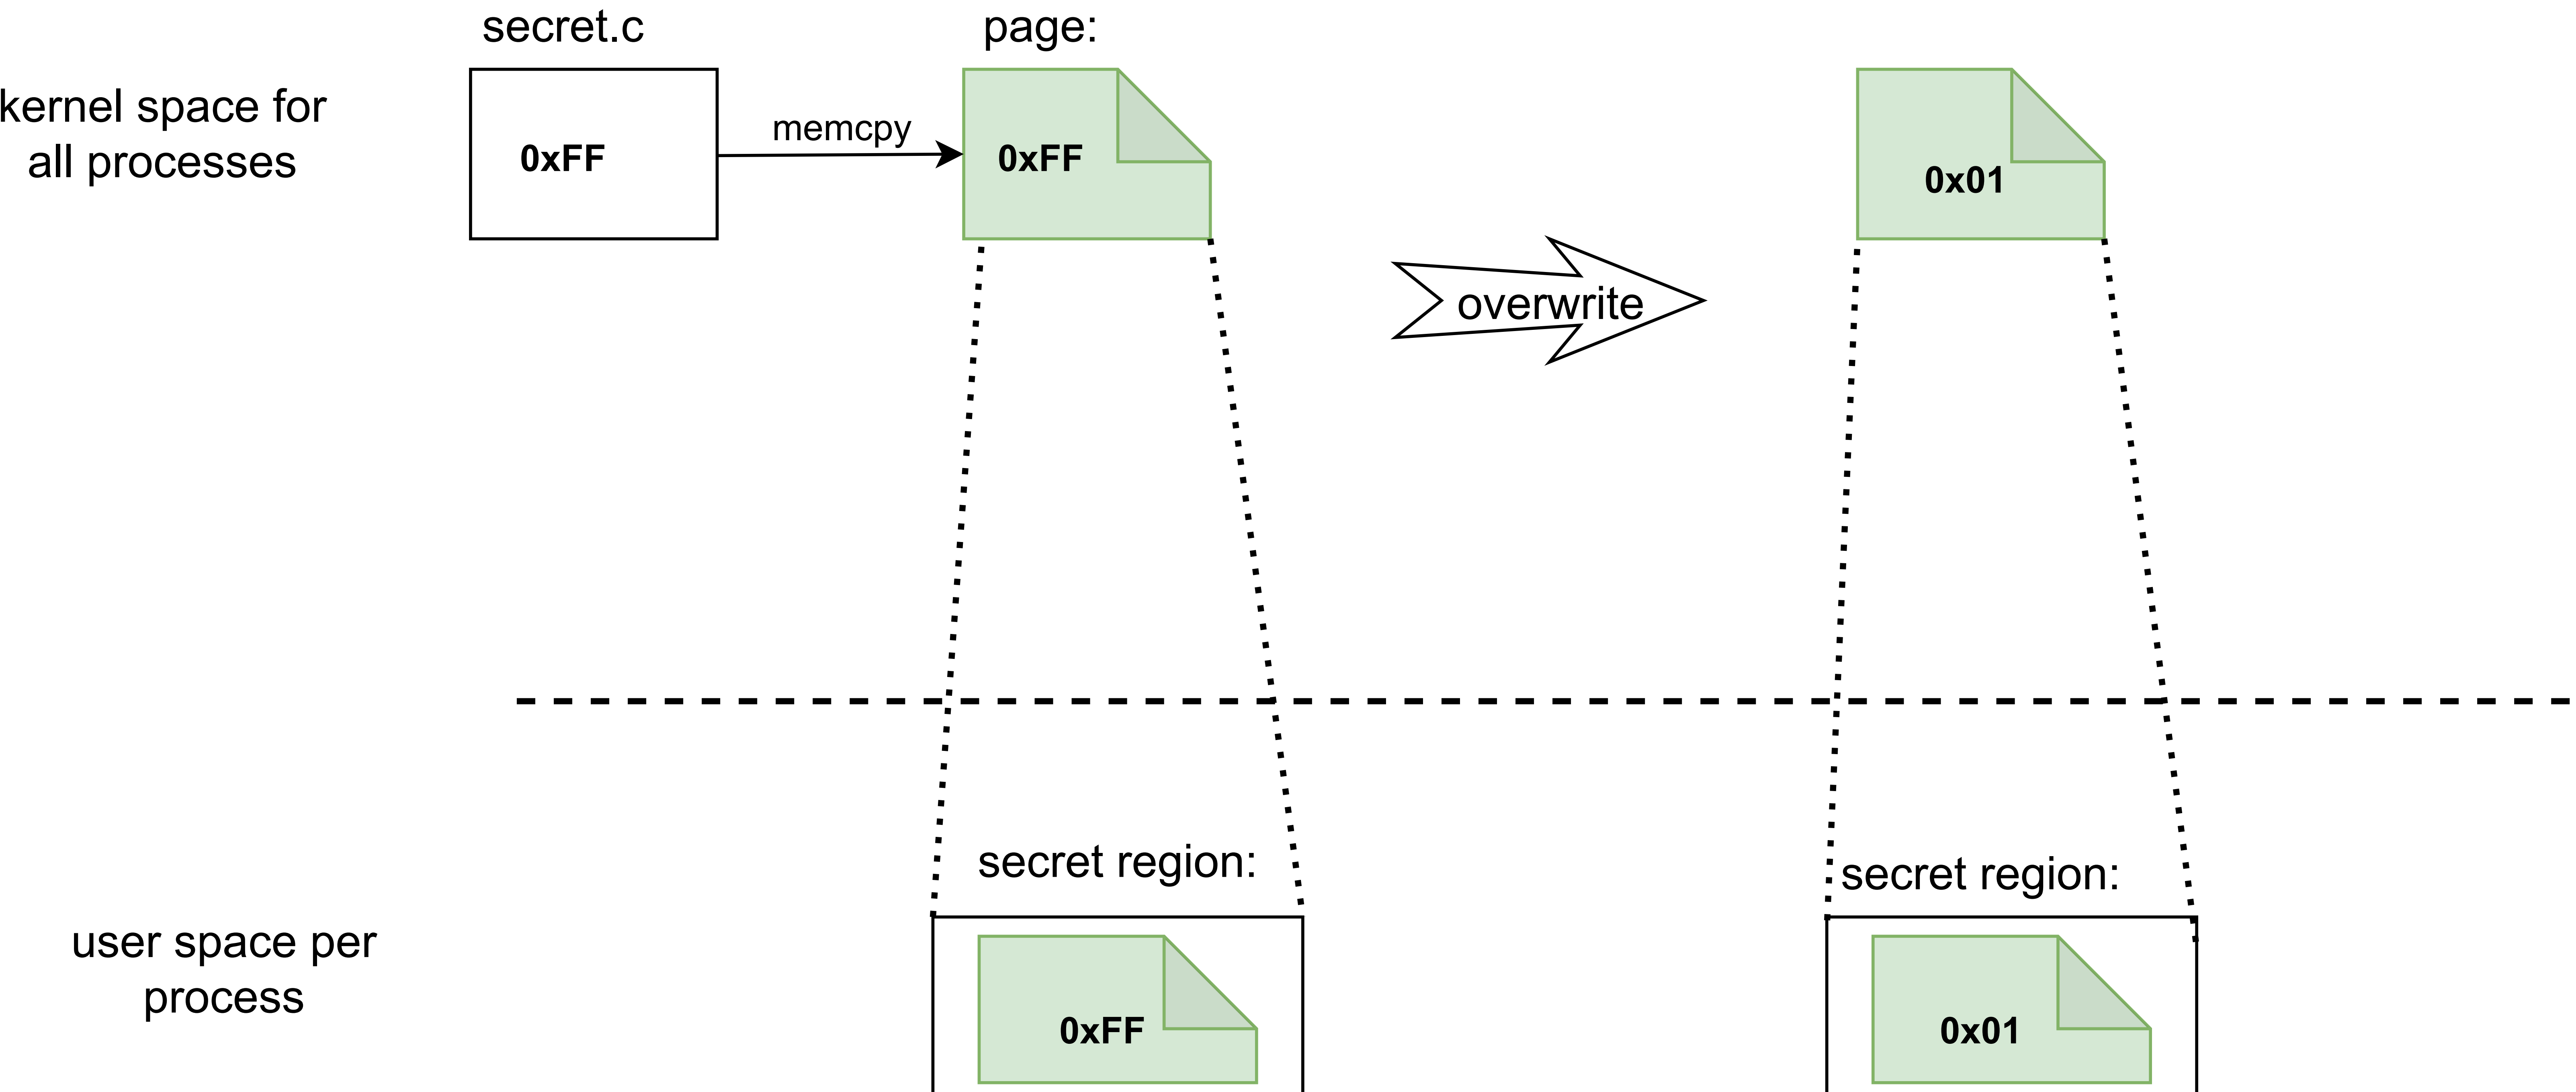 secret.c
page:
kernel space for
all processes
0xFF
memcpy
0xFF
0x01
overwrite
secret region:
secret region:
user space per
process
0xFF
0x01